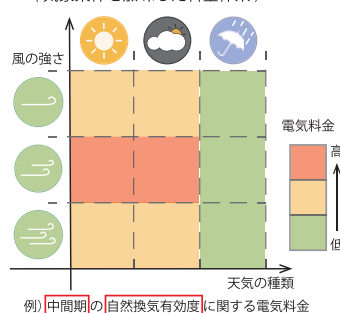 風の強さ
電気料金
高
低
天気の種類
例）中間期の自然換気有効度に関する電気料金